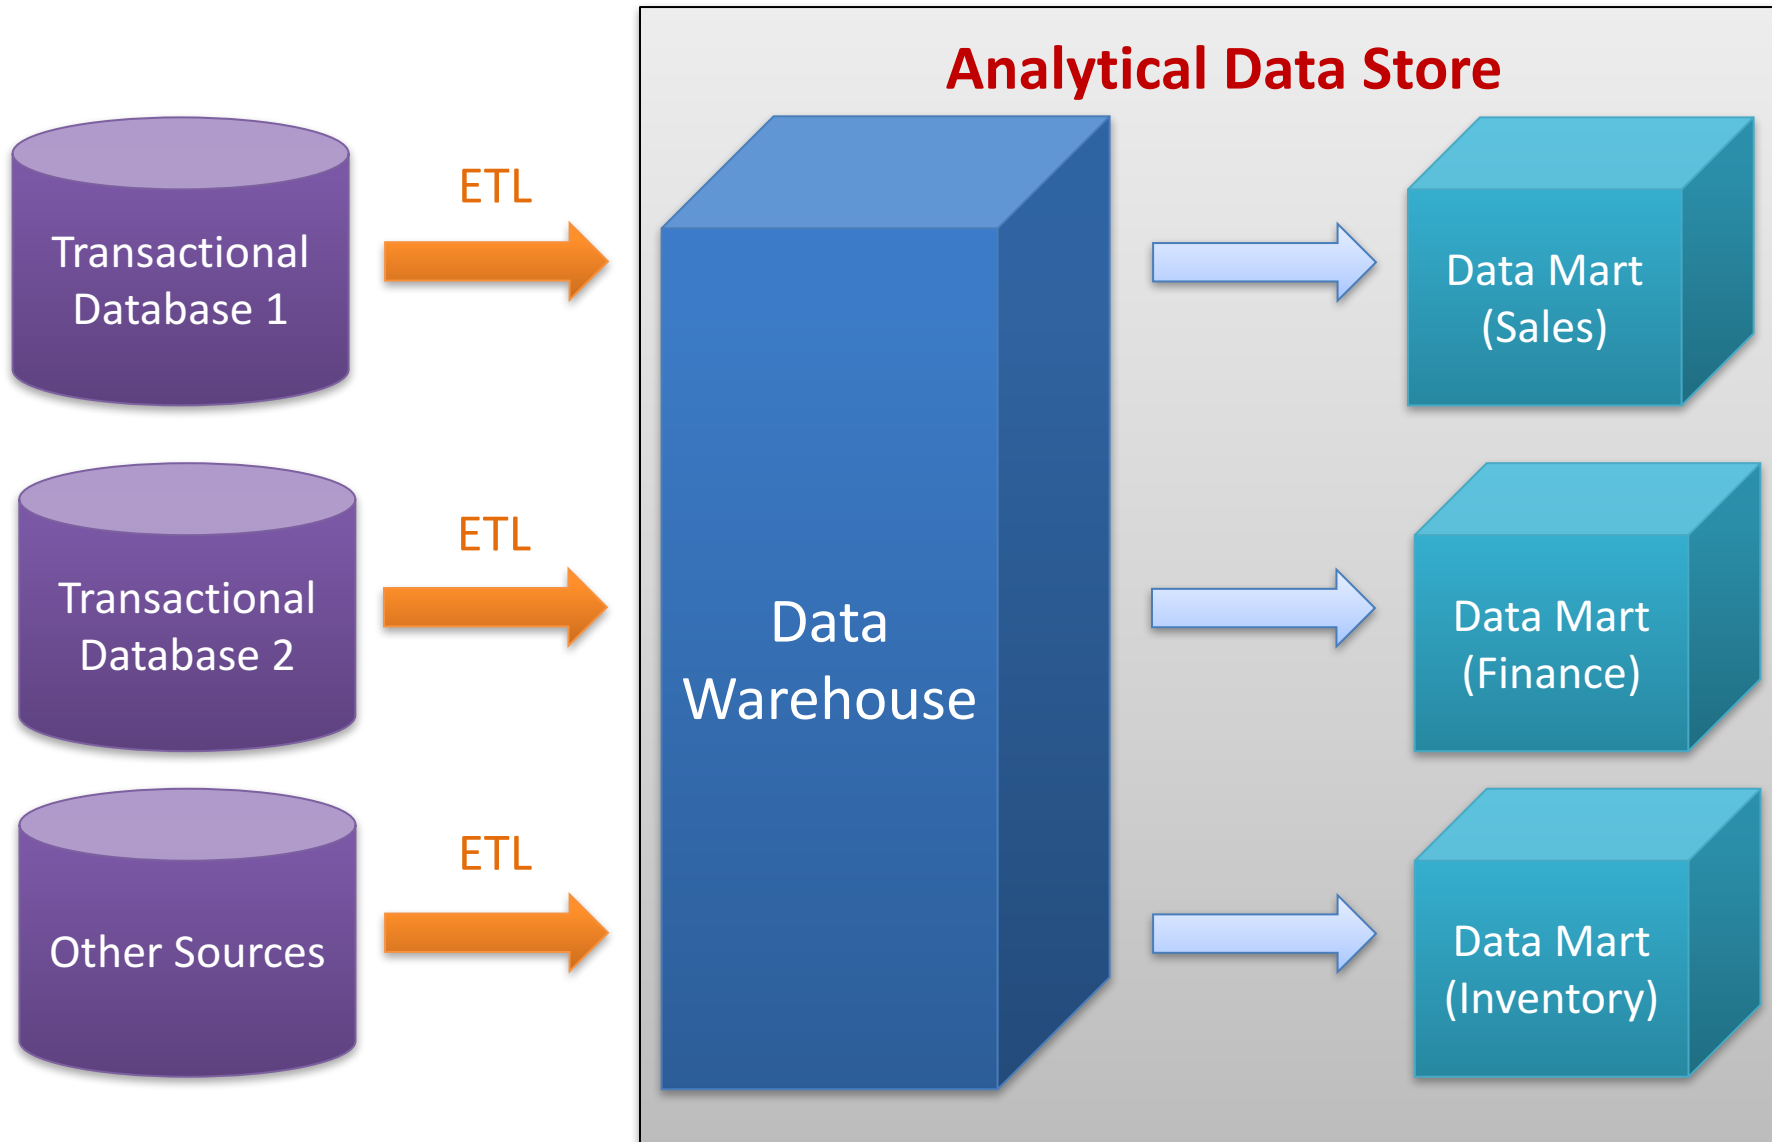 Analytical Data Store
Transactional
Database 1
ETL
Data Mart
(Sales)
Transactional
Database 2
ETL
Data
Warehouse
Data Mart
(Finance)
Other Sources
ETL
Data Mart
(Inventory)